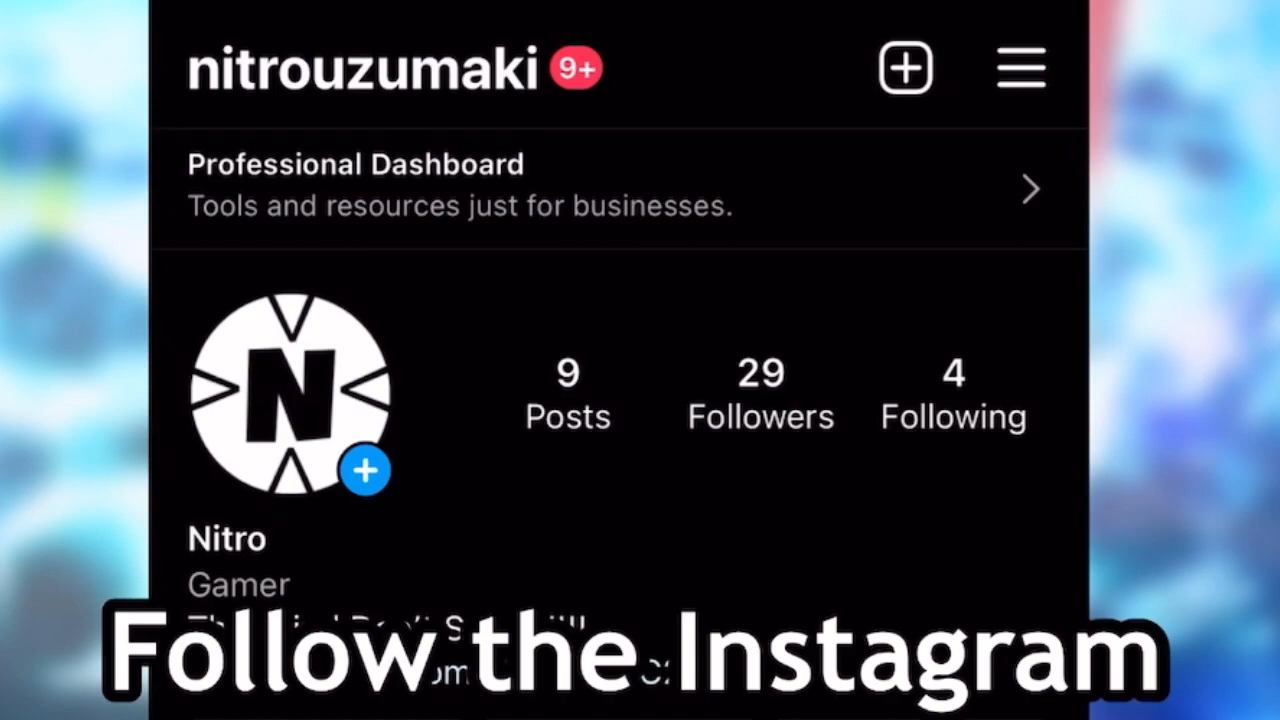 nitrouzumaki 9+
Professional Dashboard
Tools and resources just for businesses.
N
9 29 4
Posts Followers Following
Nitro
Gamer
Follow the Instagram